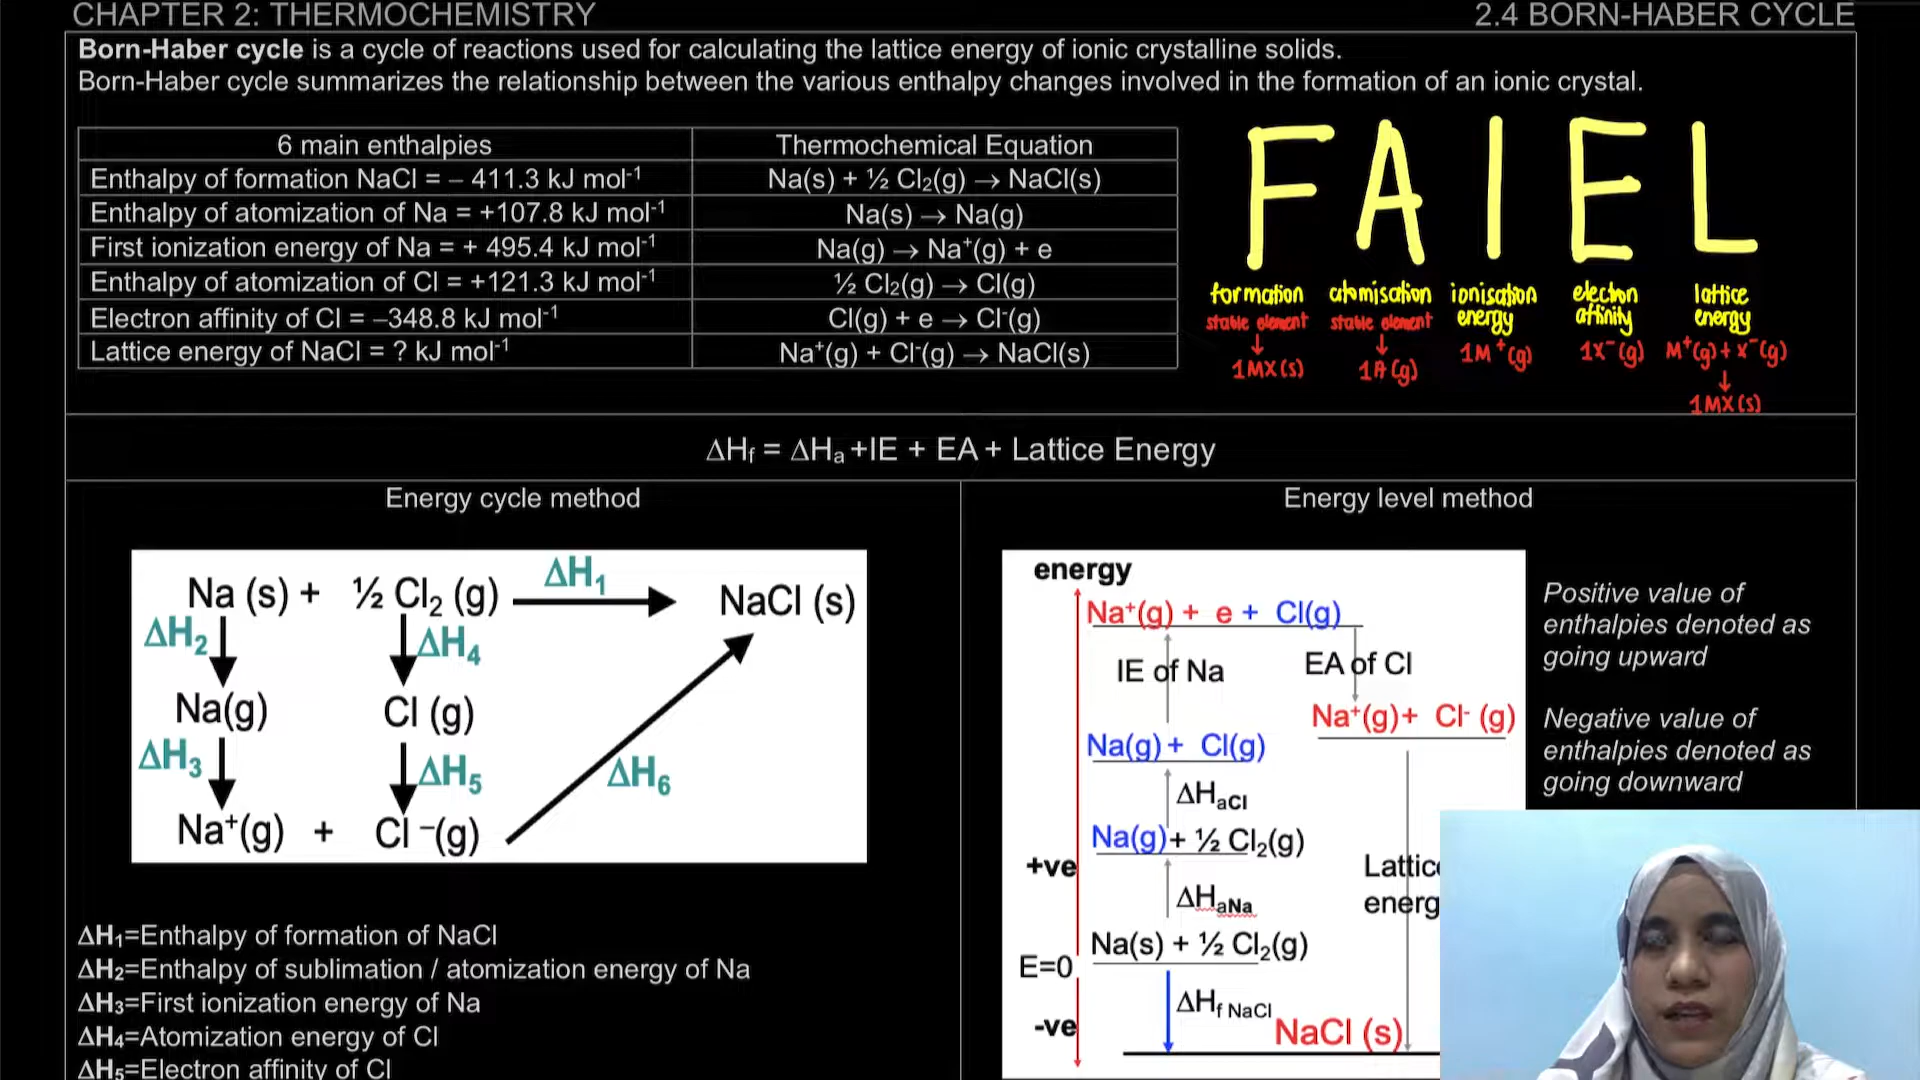 CHAPTER 2: THERMOCHEMISTRY
2.4 BORN-HABER CYCLE
Born-Haber cycle is a cycle of reactions used for calculating the lattice energy of ionic crystalline solids.
Born-Haber cycle summarizes the relationship between the various enthalpy changes involved in the formation of an ionic crystal.
6 main enthalpies
Thermochemical Equation
Enthalpy of formation NaCl = – 411.3 kJ mol⁻¹
Na(s) + ½ Cl₂(g) → NaCl(s)
Enthalpy of atomization of Na = +107.8 kJ mol⁻¹
Na(s) → Na(g)
First ionization energy of Na = + 495.4 kJ mol⁻¹
Na(g) → Na⁺(g) + e
Enthalpy of atomization of Cl = +121.3 kJ mol⁻¹
½ Cl₂(g) → Cl(g)
Electron affinity of Cl = –348.8 kJ mol⁻¹
Cl(g) + e → Cl⁻(g)
Lattice energy of NaCl = ? kJ mol⁻¹
Na⁺(g) + Cl⁻(g) → NaCl(s)
F A I E L
formation
stable element
↓
1MX(s)
atomisation
stable element
↓
1A(g)
ionisation
energy
1M⁺(g)
electron
affinity
1X⁻(g)
lattice
energy
M⁺(g)+X⁻(g)
↓
1MX(s)
ΔHf = ΔHa +IE + EA + Lattice Energy
Energy cycle method
Na (s) + ½ Cl₂ (g)
ΔH₁
NaCl (s)
ΔH₂
ΔH₄
Na(g)
Cl (g)
ΔH₃
ΔH₅
ΔH₆
Na⁺(g) + Cl ⁻(g)
ΔH₁=Enthalpy of formation of NaCl
ΔH₂=Enthalpy of sublimation / atomization energy of Na
ΔH₃=First ionization energy of Na
ΔH₄=Atomization energy of Cl
ΔH₅=Electron affinity of Cl
Energy level method
energy
Na⁺(g) + e + Cl(g)
IE of Na
EA of Cl
Na⁺(g)+ Cl⁻ (g)
Na(g) + Cl(g)
ΔHaCl
Na(g)+ ½ Cl₂(g)
+ve
Lattic
energ
ΔHaNa
Na(s) + ½ Cl₂(g)
E=0
ΔHf NaCl
-ve
NaCl (s)
Positive value of
enthalpies denoted as
going upward
Negative value of
enthalpies denoted as
going downward